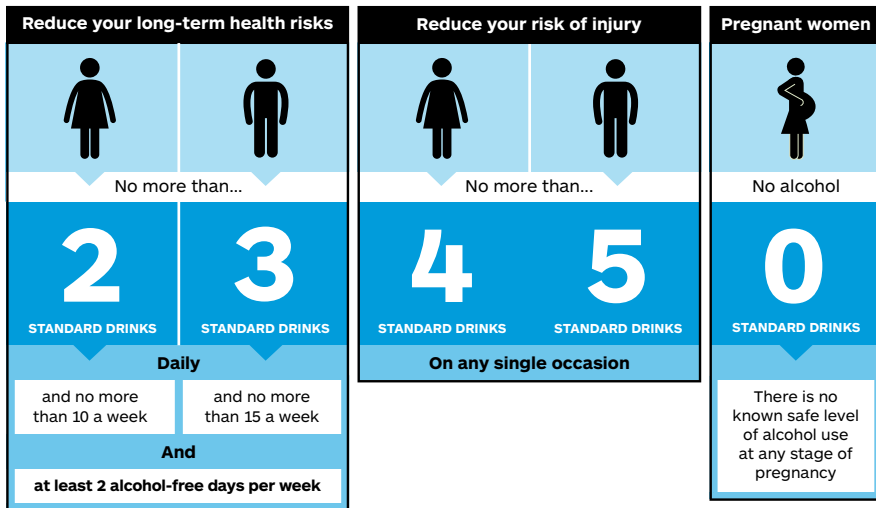 Reduce your long-term health risks
No more than...
2
STANDARD DRINKS
3
STANDARD DRINKS
Daily
and no more
than 10 a week
and no more
than 15 a week
And
at least 2 alcohol-free days per week
Reduce your risk of injury
No more than...
4
STANDARD DRINKS
5
STANDARD DRINKS
On any single occasion
Pregnant women
No alcohol
0
STANDARD DRINKS
There is no
known safe level
of alcohol use
at any stage of
pregnancy